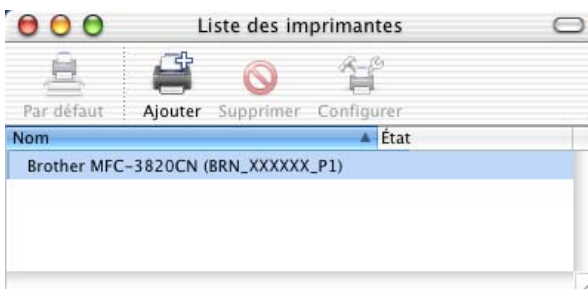 Liste des imprimantes
Par défaut Ajouter Supprimer Configurer
Nom État
Brother MFC-3820CN (BRN_XXXXXX_P1)